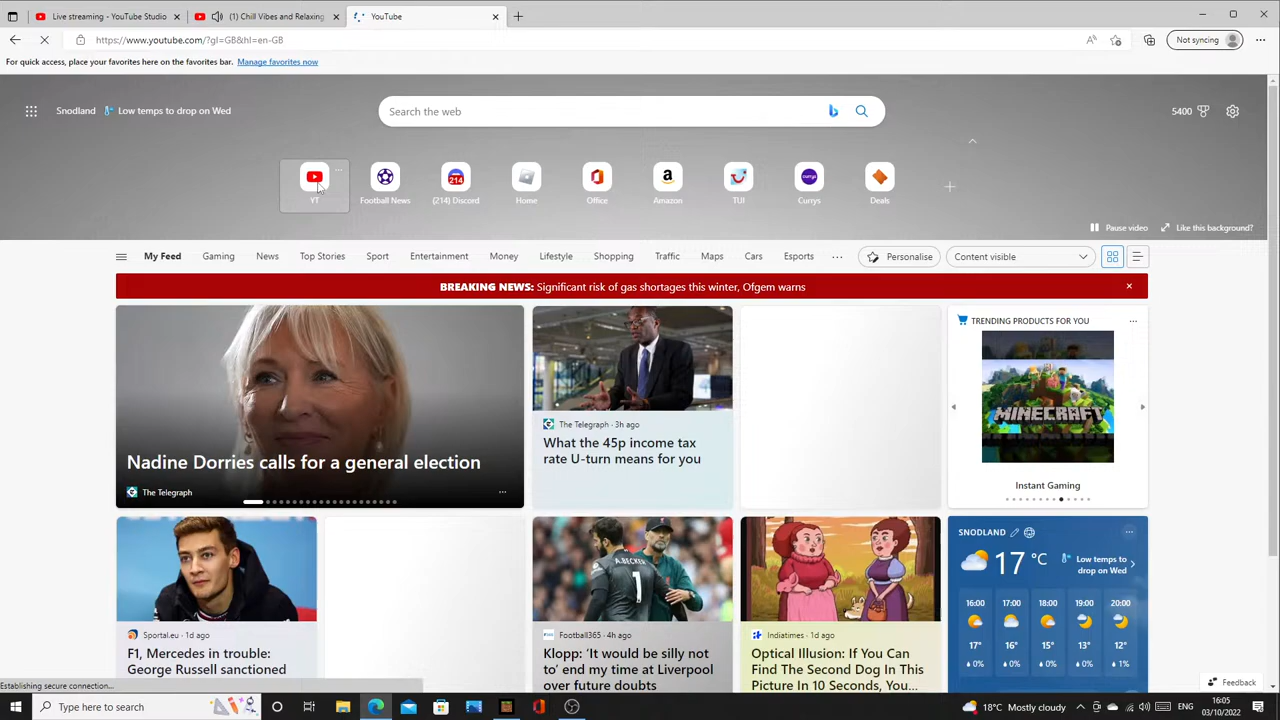 Live streaming - YouTube Studio
(1) Chill Vibes and Relaxing
YouTube
https://www.youtube.com/?gl=GB&hl=en-GB
Not syncing
For quick access, place your favorites here on the favorites bar. Manage favorites now
Snodland
Low temps to drop on Wed
Search the web
5400
YT
Football News
(214) Discord
Home
Office
Amazon
TUI
Currys
Deals
214
currys
Pause video
Like this background?
My Feed
Gaming
News
Top Stories
Sport
Entertainment
Money
Lifestyle
Shopping
Traffic
Maps
Cars
Esports
Personalise
Content visible
BREAKING NEWS: Significant risk of gas shortages this winter, Ofgem warns
Nadine Dorries calls for a general election
The Telegraph
The Telegraph · 3h ago
What the 45p income tax
rate U-turn means for you
TRENDING PRODUCTS FOR YOU
MINECRAFT
Instant Gaming
Sportal.eu · 1d ago
F1, Mercedes in trouble:
George Russell sanctioned
Football365 · 4h ago
Klopp: ‘It would be silly not
to’ end my time at Liverpool
over future doubts
Indiatimes · 1d ago
Optical Illusion: If You Can
Find The Second Dog In This
Picture In 10 Seconds, You...
SNODLAND
17 °C
Low temps to
drop on Wed
16:00 17:00 18:00 19:00 20:00
17° 16° 15° 13° 12°
0% 0% 0% 0% 1%
Feedback
Establishing secure connection...
Type here to search
18°C Mostly cloudy
ENG
16:05
03/10/2022